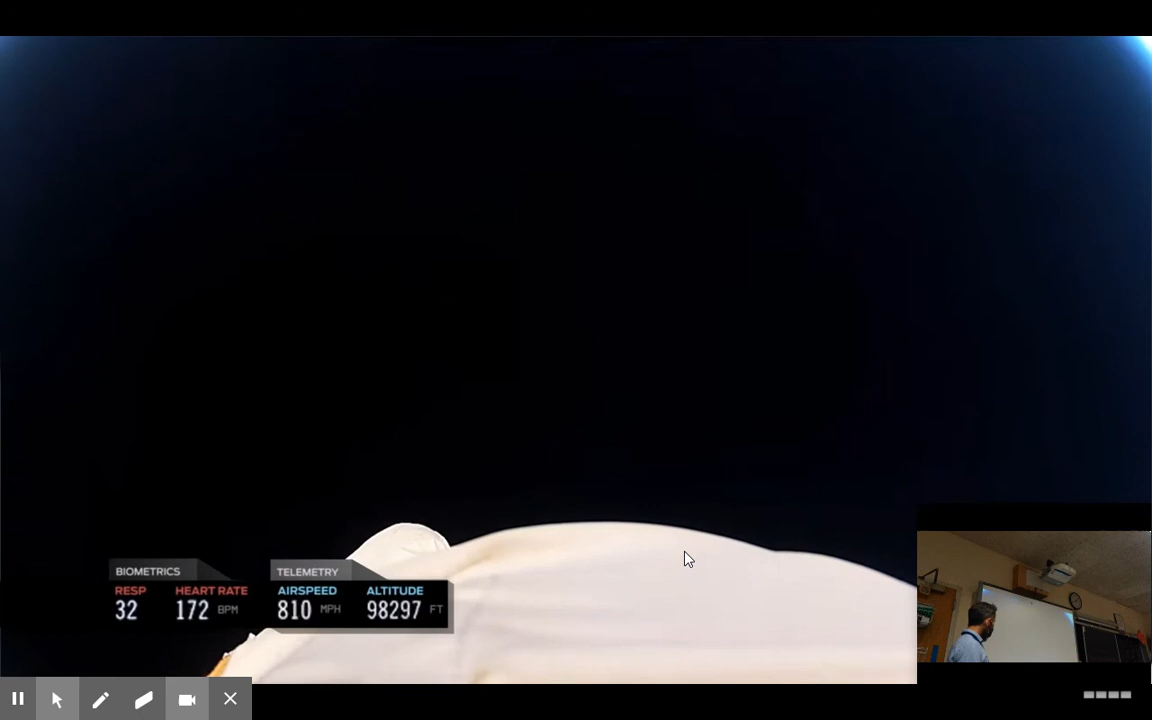 BIOMETRICS
RESP HEART RATE
32 172 BPM
TELEMETRY
AIRSPEED ALTITUDE
810 MPH 98297 FT